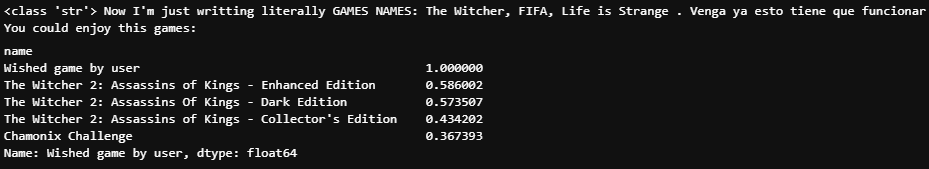 <class 'str'> Now I'm just writting literally GAMES NAMES: The Witcher, FIFA, Life is Strange . Venga ya esto tiene que funcionar
You could enjoy this games:
name
Wished game by user 1.000000
The Witcher 2: Assassins of Kings - Enhanced Edition 0.586002
The Witcher 2: Assassins Of Kings - Dark Edition 0.573507
The Witcher 2: Assassins of Kings - Collector's Edition 0.434202
Chamonix Challenge 0.367393
Name: Wished game by user, dtype: float64